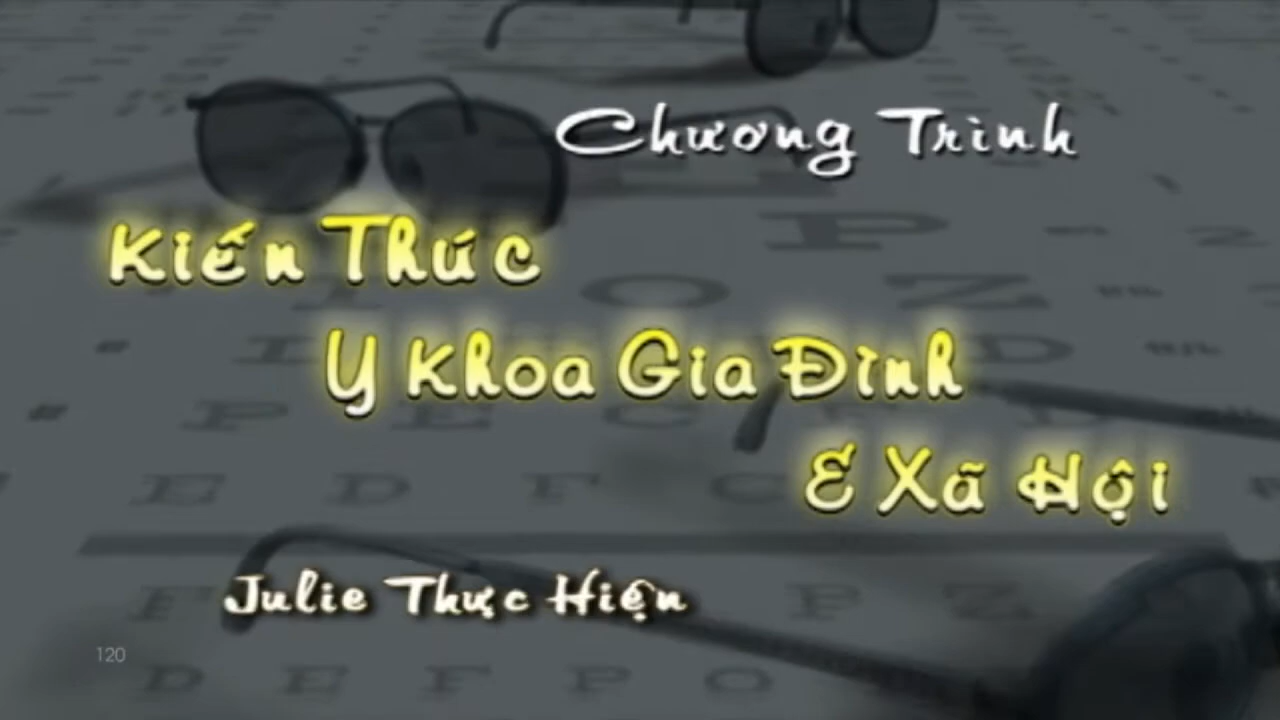 Chương Trình
Kiến Thức
Y Khoa Gia Đình
& Xã Hội
Julie Thực Hiện
120
P
O Z
D
P E C F D
E D F C
F P Z
D E F P O